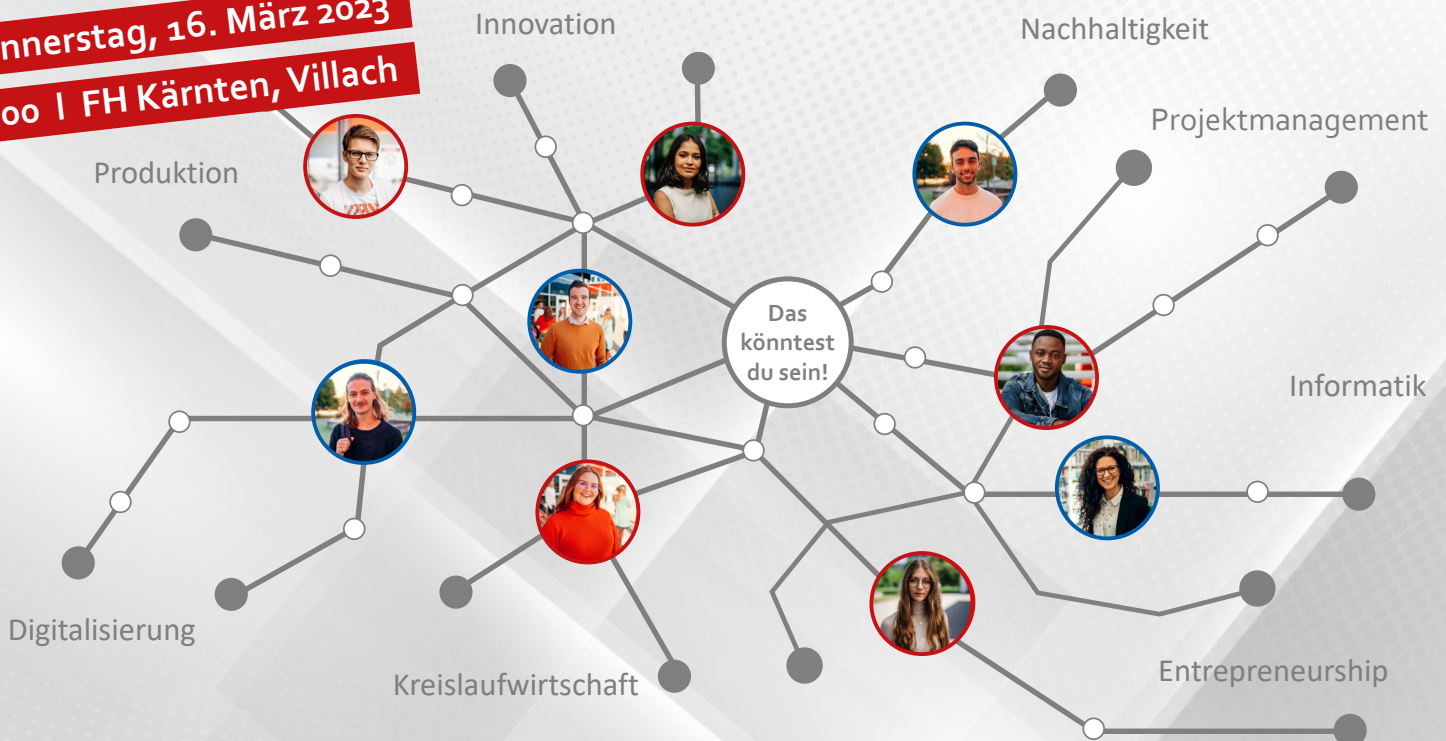 nnerstag, 16. März 2023
00 | FH Kärnten, Villach
Innovation
Nachhaltigkeit
Projektmanagement
Produktion
Das
könntest
du sein!
Informatik
Digitalisierung
Kreislaufwirtschaft
Entrepreneurship